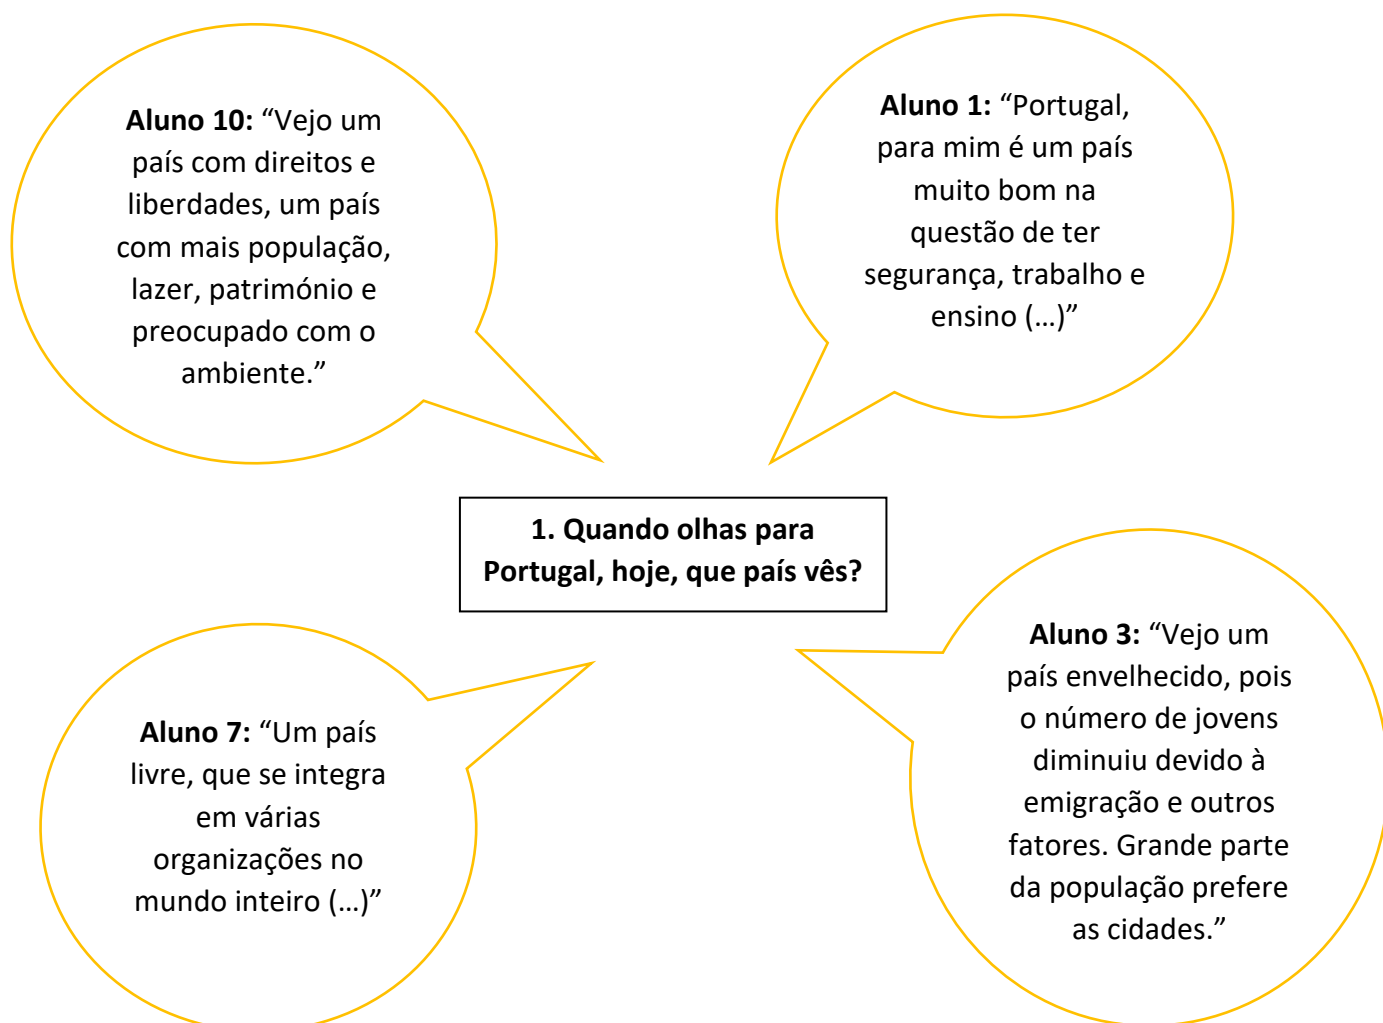 Aluno 10: “Vejo um
país com direitos e
liberdades, um país
com mais população,
lazer, património e
preocupado com o
ambiente.”
Aluno 1: “Portugal,
para mim é um país
muito bom na
questão de ter
segurança, trabalho e
ensino (…)”
1. Quando olhas para
Portugal, hoje, que país vês?
Aluno 7: “Um país
livre, que se integra
em várias
organizações no
mundo inteiro (…)”
Aluno 3: “Vejo um
país envelhecido, pois
o número de jovens
diminuiu devido à
emigração e outros
fatores. Grande parte
da população prefere
as cidades.”